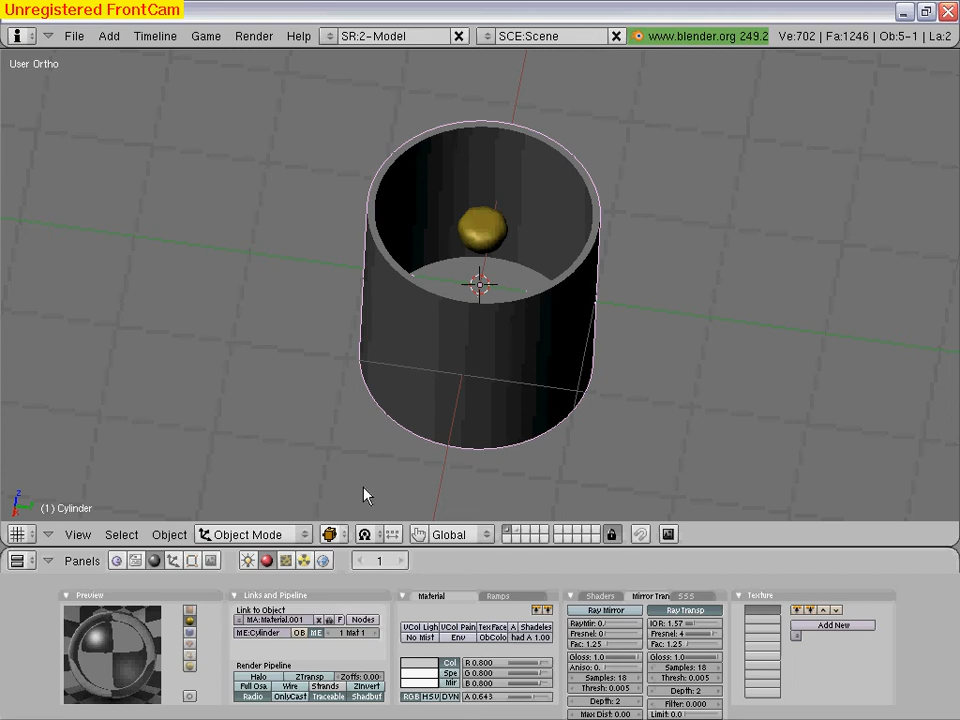 Unregistered FrontCam
File Add Timeline Game Render Help SR:2-Model SCE:Scene www.blender.org 249.2 Ve:702 | Fa:1246 | Ob:5-1 | La:2
User Ortho
(1) Cylinder
View Select Object Object Mode Global
Panels 1
Preview Links and Pipeline Material Ramps Shaders Mirror Tran SSS Texture
Link to Object
MA:Material.001 F Nodes
ME:Cylinder OB ME 1 Mat 1
Render Pipeline
Halo ZTransp Zoffs: 0.00
Full Osa Wire Strands ZInvert
Radio OnlyCast Traceable Shadbuf
VCol Ligh VCol Pain TexFace A Shadeles
No Mist Env ObColo had A 1.00
Col R 0.800
Spe G 0.800
Mir B 0.800
RGB HSV DYN A 0.643
Ray Mirror
RayMir: 0.
Fresnel: 0
Fac: 1.25
Gloss: 1.0
Aniso: 0.
Samples: 18
Thresh: 0.005
Depth: 2
Max Dist: 0.00
Ray Transp
IOR: 1.57
Fresnel: 4
Fac: 1.25
Gloss: 1.0
Samples: 18
Thresh: 0.005
Depth: 2
Filter: 0.000
Limit: 0.0
Add New